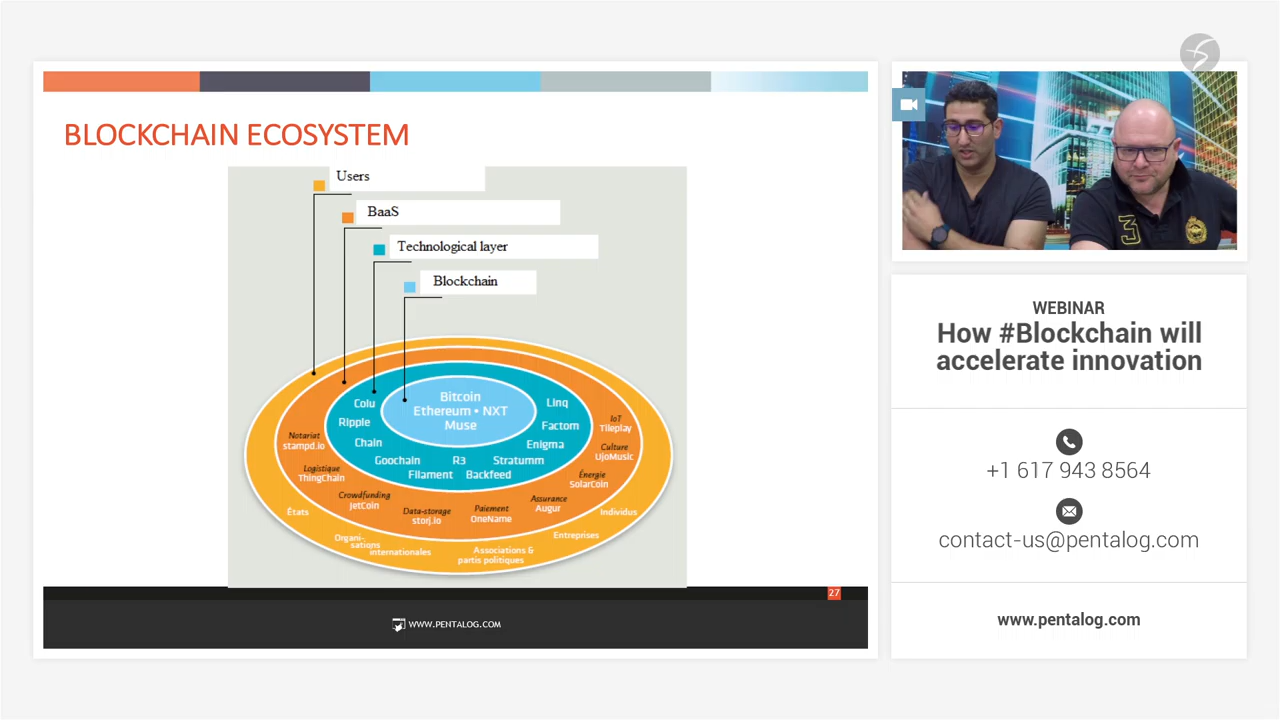 BLOCKCHAIN ECOSYSTEM
Users
BaaS
Technological layer
Blockchain
Bitcoin
Ethereum • NXT
Muse
Colu
Ripple
Chain
Goochain
Filament
R3
Backfeed
Stratumm
Enigma
Factom
Linq
Notariat
stampd.io
Logistique
ThingChain
Crowdfunding
JetCoin
Data-storage
storj.io
Paiement
OneName
Assurance
Augur
Énergie
SolarCoin
Culture
UjoMusic
IoT
Tileplay
États
Organi-
sations
internationales
Associations &
partis politiques
Entreprises
Individus
27
WWW.PENTALOG.COM
3
WEBINAR
How #Blockchain will
accelerate innovation
+1 617 943 8564
contact-us@pentalog.com
www.pentalog.com